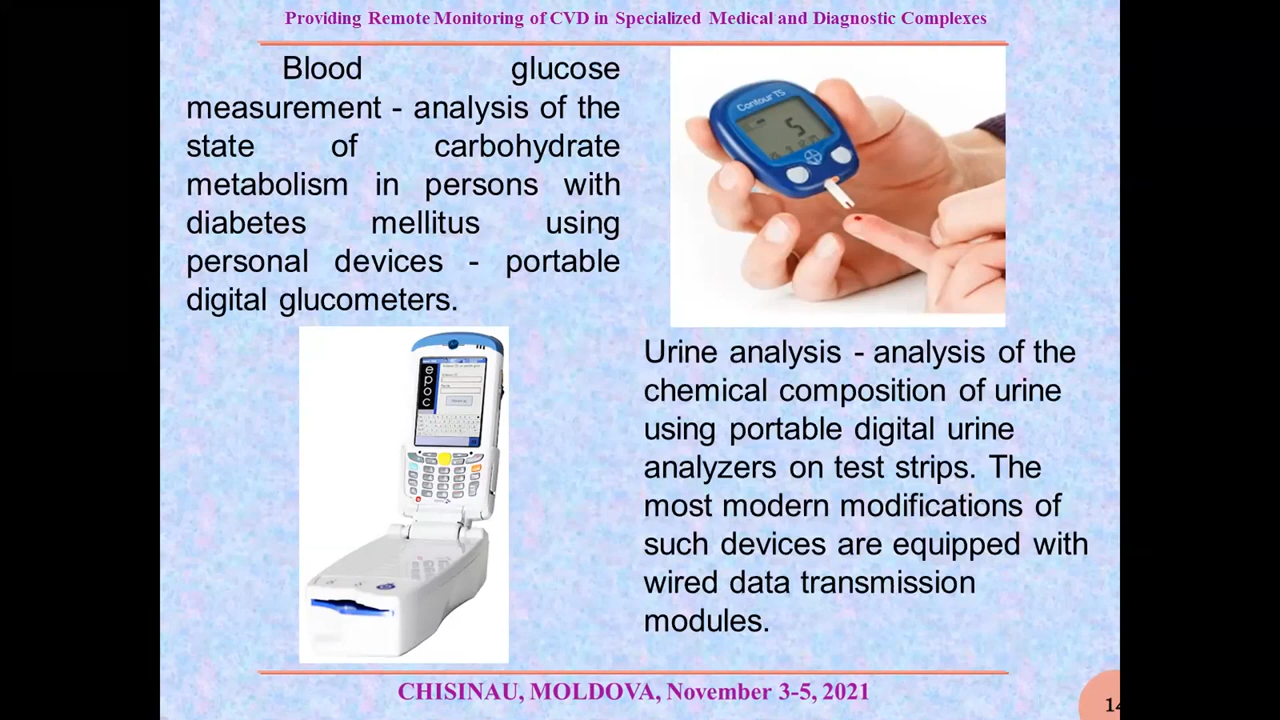 Providing Remote Monitoring of CVD in Specialized Medical and Diagnostic Complexes
Blood glucose
measurement - analysis of the
state of carbohydrate
metabolism in persons with
diabetes mellitus using
personal devices - portable
digital glucometers.
Contour TS
5
epoc
Urine analysis - analysis of the
chemical composition of urine
using portable digital urine
analyzers on test strips. The
most modern modifications of
such devices are equipped with
wired data transmission
modules.
CHISINAU, MOLDOVA, November 3-5, 2021
14